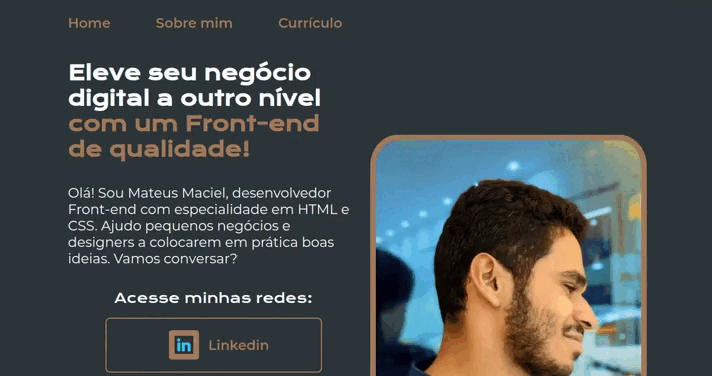 Home Sobre mim Currículo
Eleve seu negócio
digital a outro nível
com um Front-end
de qualidade!
Olá! Sou Mateus Maciel, desenvolvedor
Front-end com especialidade em HTML e
CSS. Ajudo pequenos negócios e
designers a colocarem em prática boas
ideias. Vamos conversar?
Acesse minhas redes:
in Linkedin